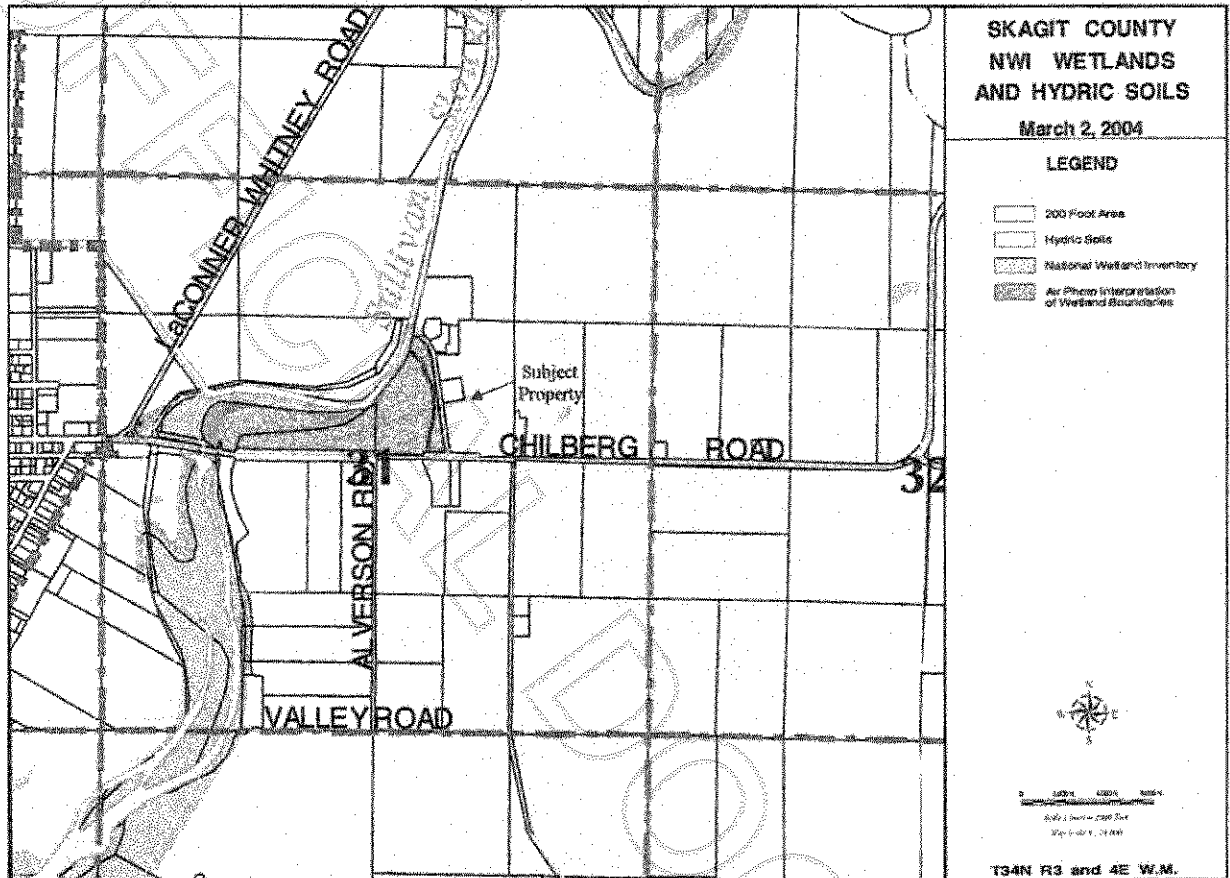 SKAGIT COUNTY
NWI WETLANDS
AND HYDRIC SOILS
March 2, 2004
LEGEND
200 Foot Area
Hydric Soils
National Wetland Inventory
Air Photo Interpretation
of Wetland Boundaries
LaCONNER WHITNEY ROAD
Sullivan
Slough
Subject
Property
CHILBERG ROAD
31
32
ALVERSON RD
VALLEY ROAD
N
E
S
T34N R3 and 4E W.M.